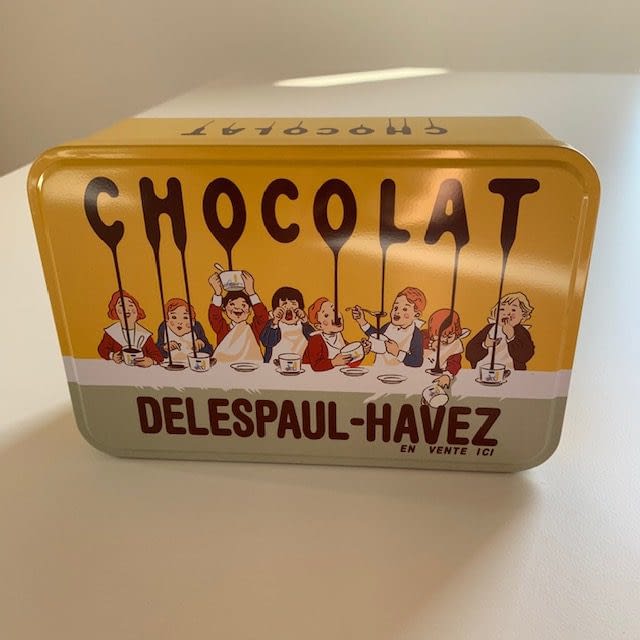 CHOCOLAT
CHOCOLAT
DELESPAUL-HAVEZ
EN VENTE ICI